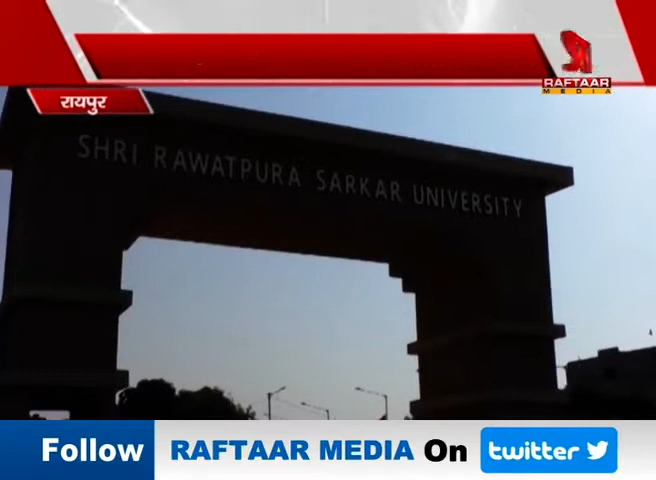 RAFTAAR
MEDIA
रायपुर
SHRI RAWATPURA SARKAR UNIVERSITY
Follow RAFTAAR MEDIA On twitter